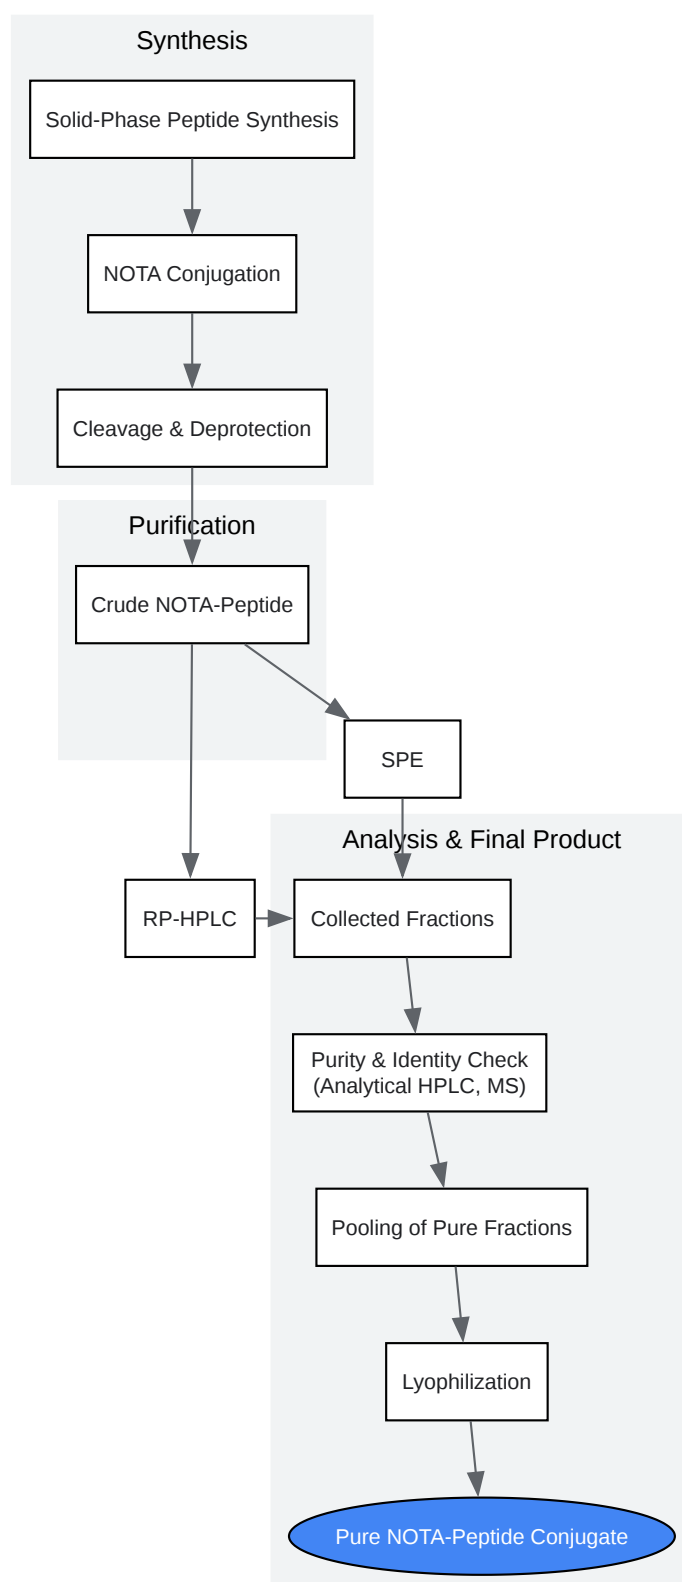 Synthesis
Solid-Phase Peptide Synthesis
NOTA Conjugation
Cleavage & Deprotection
Purification
Crude NOTA-Peptide
SPE
Analysis & Final Product
RP-HPLC
Collected Fractions
Purity & Identity Check
(Analytical HPLC, MS)
Pooling of Pure Fractions
Lyophilization
Pure NOTA-Peptide Conjugate